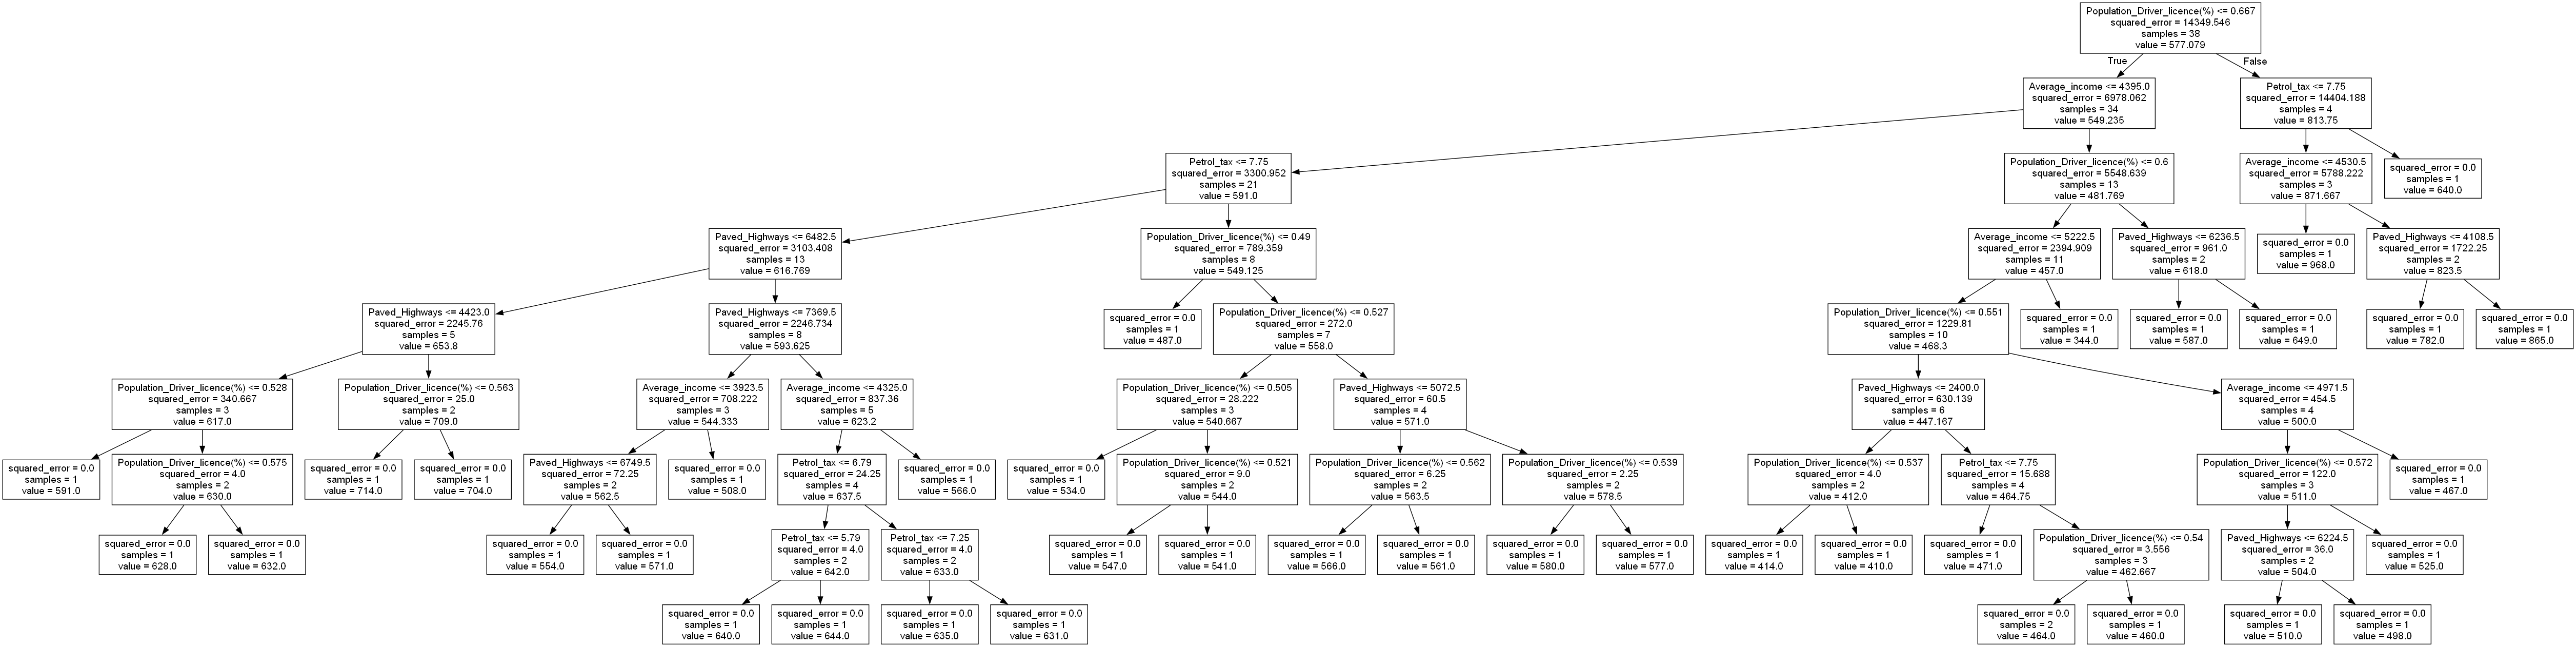 Population_Driver_licence(%) <= 0.667
squared_error = 14349.546
samples = 38
value = 577.079
True
False
Average_income <= 4395.0
squared_error = 6978.062
samples = 34
value = 549.235
Petrol_tax <= 7.75
squared_error = 14404.188
samples = 4
value = 813.75
Petrol_tax <= 7.75
squared_error = 3300.952
samples = 21
value = 591.0
Population_Driver_licence(%) <= 0.6
squared_error = 5548.639
samples = 13
value = 481.769
Average_income <= 4530.5
squared_error = 5788.222
samples = 3
value = 871.667
squared_error = 0.0
samples = 1
value = 640.0
Paved_Highways <= 6482.5
squared_error = 3103.408
samples = 13
value = 616.769
Population_Driver_licence(%) <= 0.49
squared_error = 789.359
samples = 8
value = 549.125
Average_income <= 5222.5
squared_error = 2394.909
samples = 11
value = 457.0
Paved_Highways <= 6236.5
squared_error = 961.0
samples = 2
value = 618.0
squared_error = 0.0
samples = 1
value = 968.0
Paved_Highways <= 4108.5
squared_error = 1722.25
samples = 2
value = 823.5
Paved_Highways <= 4423.0
squared_error = 2245.76
samples = 5
value = 653.8
Paved_Highways <= 7369.5
squared_error = 2246.734
samples = 8
value = 593.625
squared_error = 0.0
samples = 1
value = 487.0
Population_Driver_licence(%) <= 0.527
squared_error = 272.0
samples = 7
value = 558.0
Population_Driver_licence(%) <= 0.551
squared_error = 1229.81
samples = 10
value = 468.3
squared_error = 0.0
samples = 1
value = 344.0
squared_error = 0.0
samples = 1
value = 587.0
squared_error = 0.0
samples = 1
value = 649.0
squared_error = 0.0
samples = 1
value = 782.0
squared_error = 0.0
samples = 1
value = 865.0
Population_Driver_licence(%) <= 0.528
squared_error = 340.667
samples = 3
value = 617.0
Population_Driver_licence(%) <= 0.563
squared_error = 25.0
samples = 2
value = 709.0
Average_income <= 3923.5
squared_error = 708.222
samples = 3
value = 544.333
Average_income <= 4325.0
squared_error = 837.36
samples = 5
value = 623.2
Population_Driver_licence(%) <= 0.505
squared_error = 28.222
samples = 3
value = 540.667
Paved_Highways <= 5072.5
squared_error = 60.5
samples = 4
value = 571.0
Paved_Highways <= 2400.0
squared_error = 630.139
samples = 6
value = 447.167
Average_income <= 4971.5
squared_error = 454.5
samples = 4
value = 500.0
squared_error = 0.0
samples = 1
value = 591.0
Population_Driver_licence(%) <= 0.575
squared_error = 4.0
samples = 2
value = 630.0
squared_error = 0.0
samples = 1
value = 714.0
squared_error = 0.0
samples = 1
value = 704.0
Paved_Highways <= 6749.5
squared_error = 72.25
samples = 2
value = 562.5
squared_error = 0.0
samples = 1
value = 508.0
Petrol_tax <= 6.79
squared_error = 24.25
samples = 4
value = 637.5
squared_error = 0.0
samples = 1
value = 566.0
squared_error = 0.0
samples = 1
value = 534.0
Population_Driver_licence(%) <= 0.521
squared_error = 9.0
samples = 2
value = 544.0
Population_Driver_licence(%) <= 0.562
squared_error = 6.25
samples = 2
value = 563.5
Population_Driver_licence(%) <= 0.539
squared_error = 2.25
samples = 2
value = 578.5
Population_Driver_licence(%) <= 0.537
squared_error = 4.0
samples = 2
value = 412.0
Petrol_tax <= 7.75
squared_error = 15.688
samples = 4
value = 464.75
Population_Driver_licence(%) <= 0.572
squared_error = 122.0
samples = 3
value = 511.0
squared_error = 0.0
samples = 1
value = 467.0
squared_error = 0.0
samples = 1
value = 628.0
squared_error = 0.0
samples = 1
value = 632.0
squared_error = 0.0
samples = 1
value = 554.0
squared_error = 0.0
samples = 1
value = 571.0
Petrol_tax <= 5.79
squared_error = 4.0
samples = 2
value = 642.0
Petrol_tax <= 7.25
squared_error = 4.0
samples = 2
value = 633.0
squared_error = 0.0
samples = 1
value = 547.0
squared_error = 0.0
samples = 1
value = 541.0
squared_error = 0.0
samples = 1
value = 566.0
squared_error = 0.0
samples = 1
value = 561.0
squared_error = 0.0
samples = 1
value = 580.0
squared_error = 0.0
samples = 1
value = 577.0
squared_error = 0.0
samples = 1
value = 414.0
squared_error = 0.0
samples = 1
value = 410.0
squared_error = 0.0
samples = 1
value = 471.0
Population_Driver_licence(%) <= 0.54
squared_error = 3.556
samples = 3
value = 462.667
Paved_Highways <= 6224.5
squared_error = 36.0
samples = 2
value = 504.0
squared_error = 0.0
samples = 1
value = 525.0
squared_error = 0.0
samples = 1
value = 640.0
squared_error = 0.0
samples = 1
value = 644.0
squared_error = 0.0
samples = 1
value = 635.0
squared_error = 0.0
samples = 1
value = 631.0
squared_error = 0.0
samples = 2
value = 464.0
squared_error = 0.0
samples = 1
value = 460.0
squared_error = 0.0
samples = 1
value = 510.0
squared_error = 0.0
samples = 1
value = 498.0